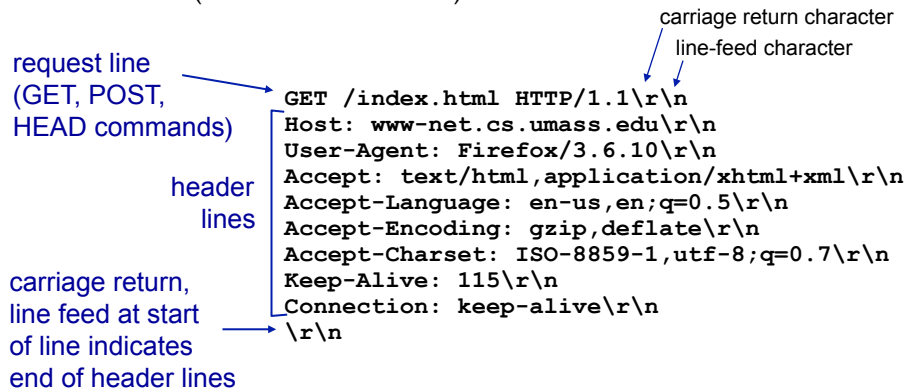 carriage return character
line-feed character
request line
(GET, POST,
HEAD commands)
GET /index.html HTTP/1.1\r\n
Host: www-net.cs.umass.edu\r\n
User-Agent: Firefox/3.6.10\r\n
Accept: text/html,application/xhtml+xml\r\n
Accept-Language: en-us,en;q=0.5\r\n
Accept-Encoding: gzip,deflate\r\n
Accept-Charset: ISO-8859-1,utf-8;q=0.7\r\n
Keep-Alive: 115\r\n
Connection: keep-alive\r\n
\r\n
header
lines
carriage return,
line feed at start
of line indicates
end of header lines